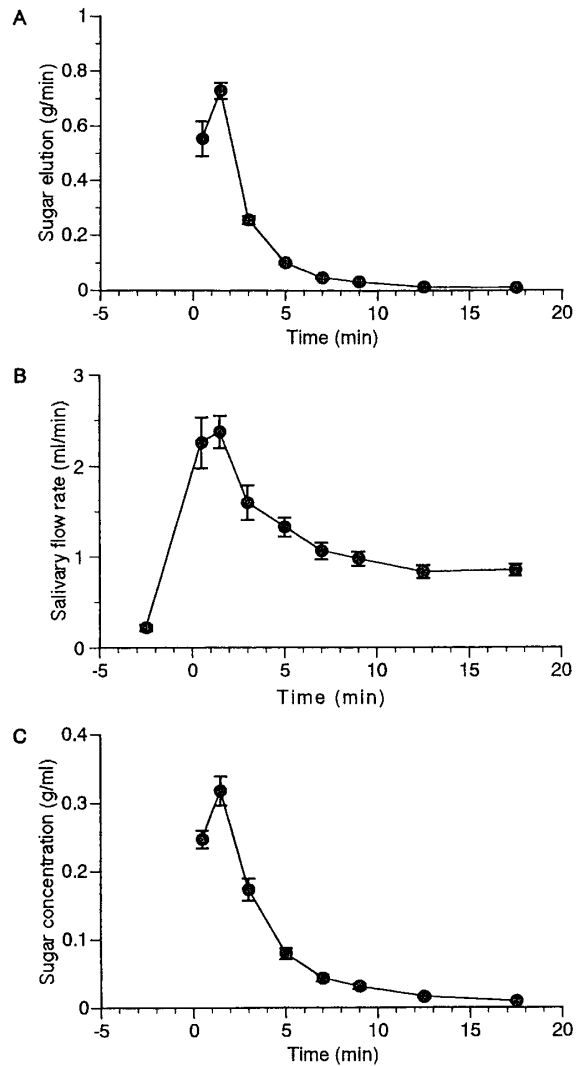 A
Sugar elution (g/min)
1
0.8
0.6
0.4
0.2
0
-5 0 5 10 15 20
Time (min)
B
Salivary flow rate (ml/min)
3
2
1
0
-5 0 5 10 15 20
Time (min)
C
Sugar concentration (g/ml)
0.4
0.3
0.2
0.1
0
-5 0 5 10 15 20
Time (min)